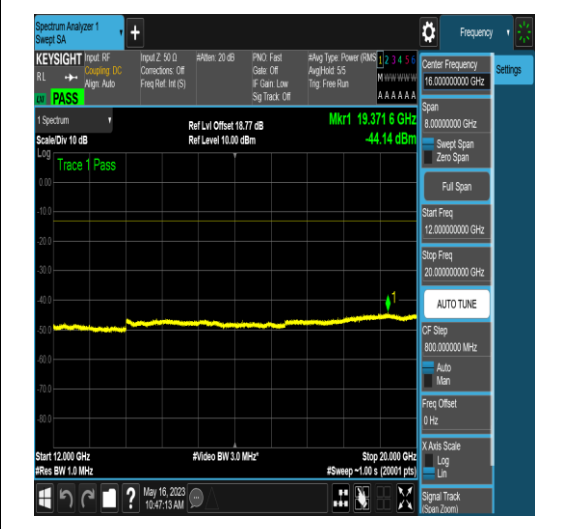 Spectrum Analyzer 1
Swept SA
+
Frequency
KEYSIGHT
RL
Input: RF
Coupling: DC
Align: Auto
Input Z: 50 Ω
Corrections: Off
Freq Ref: Int (S)
#Atten: 20 dB
PNO: Fast
Gate: Off
IF Gain: Low
Sig Track: Off
#Avg Type: Power (RMS
Avg|Hold: 5/5
Trig: Free Run
1 2 3 4 5 6
M W W W W W
A A A A A A
PASS
1 Spectrum
Scale/Div 10 dB
Ref Lvl Offset 18.77 dB
Ref Level 10.00 dBm
Mkr1 19.371 6 GHz
-44.14 dBm
Log
Trace 1 Pass
0.00
-10.0
-20.0
-30.0
-40.0
-50.0
-60.0
-70.0
-80.0
1
Start 12.000 GHz
#Res BW 1.0 MHz
#Video BW 3.0 MHz*
Stop 20.000 GHz
#Sweep ~1.00 s (20001 pts)
?
May 16, 2023
10:47:13 AM
Center Frequency
16.000000000 GHz
Settings
Span
8.00000000 GHz
Swept Span
Zero Span
Full Span
Start Freq
12.000000000 GHz
Stop Freq
20.000000000 GHz
AUTO TUNE
CF Step
800.000000 MHz
Auto
Man
Freq Offset
0 Hz
X Axis Scale
Log
Lin
Signal Track
(Span Zoom)